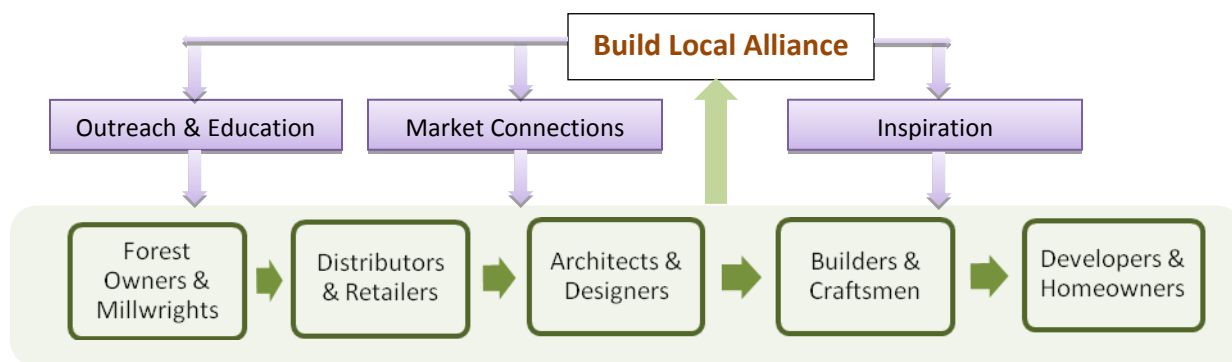 Build Local Alliance
Outreach & Education
Market Connections
Inspiration
Forest
Owners &
Millwrights
Distributors
& Retailers
Architects &
Designers
Builders &
Craftsmen
Developers &
Homeowners